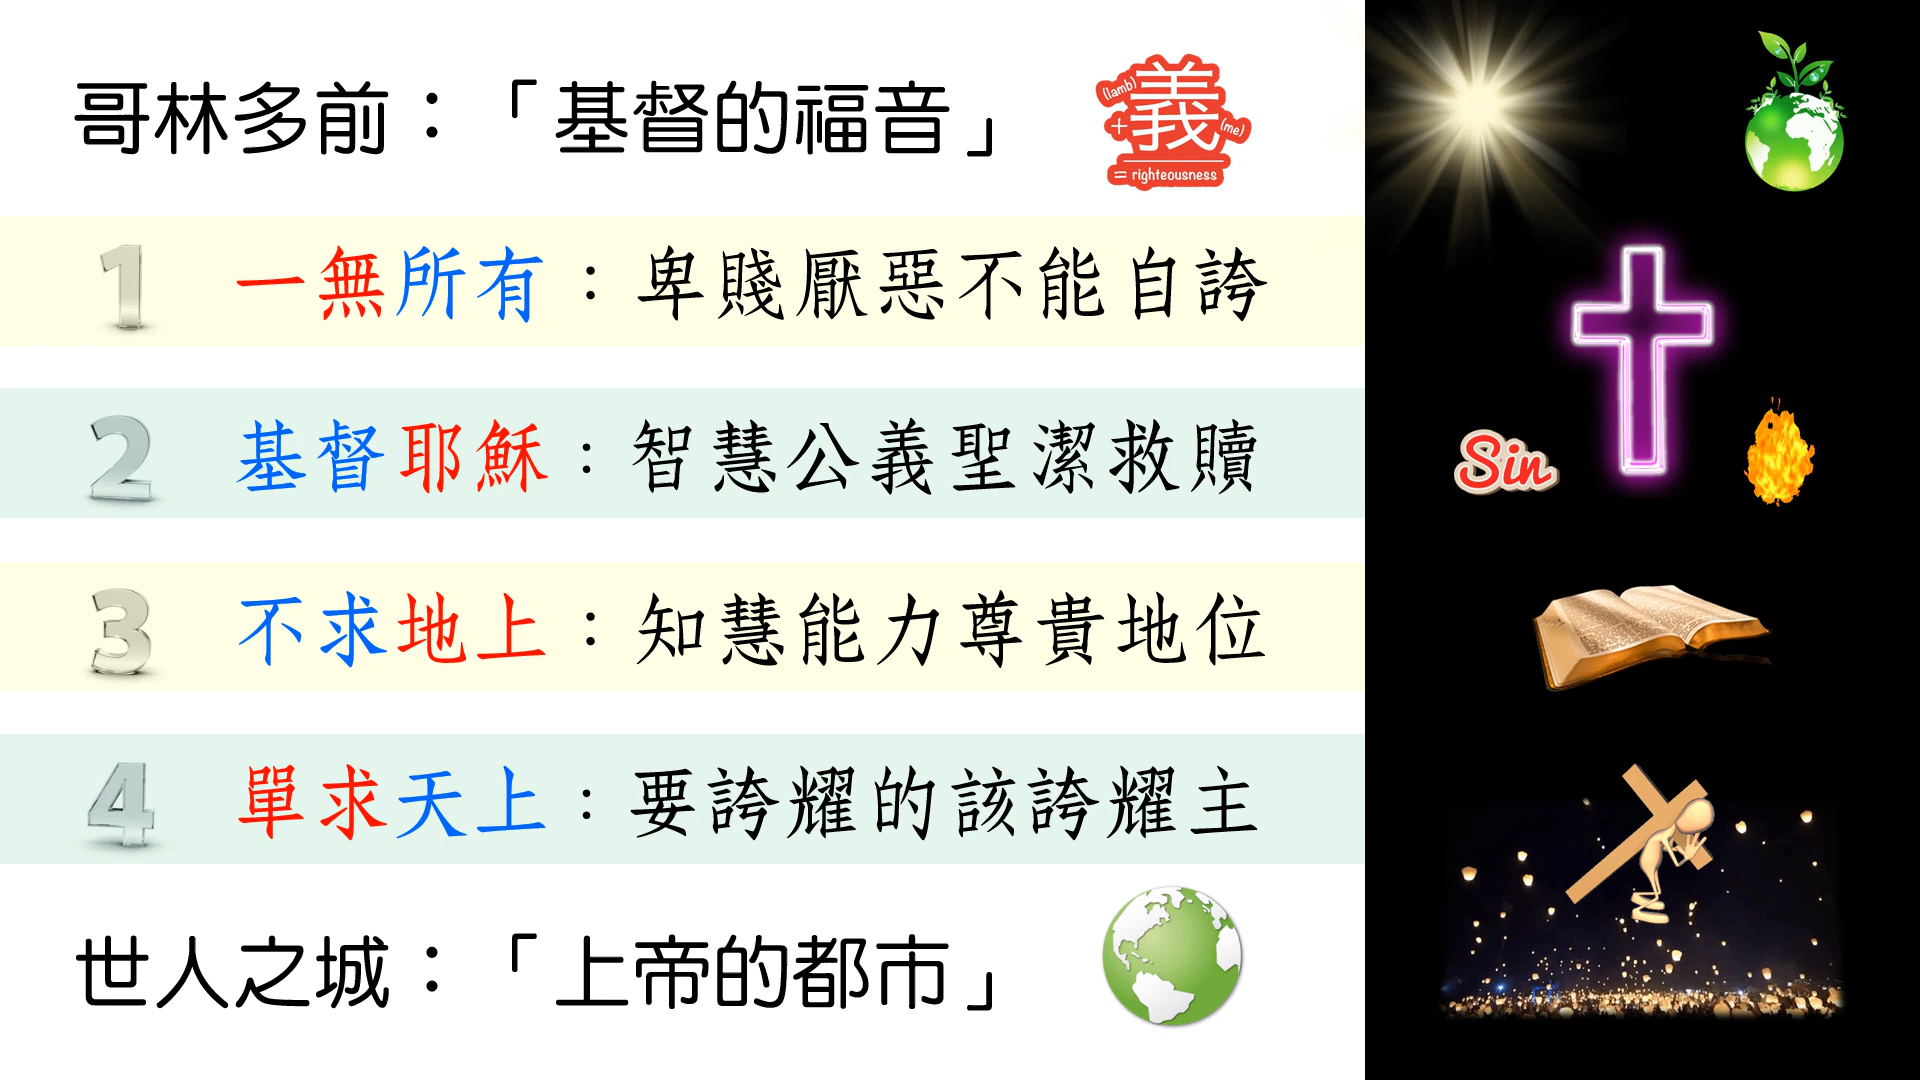 哥林多前：「基督的福音」
(lamb)
義
+
(me)
= righteousness
1 一無所有：卑賤厭惡不能自誇
2 基督耶穌：智慧公義聖潔救贖
3 不求地上：知慧能力尊貴地位
4 單求天上：要誇耀的該誇耀主
世人之城：「上帝的都市」
Sin